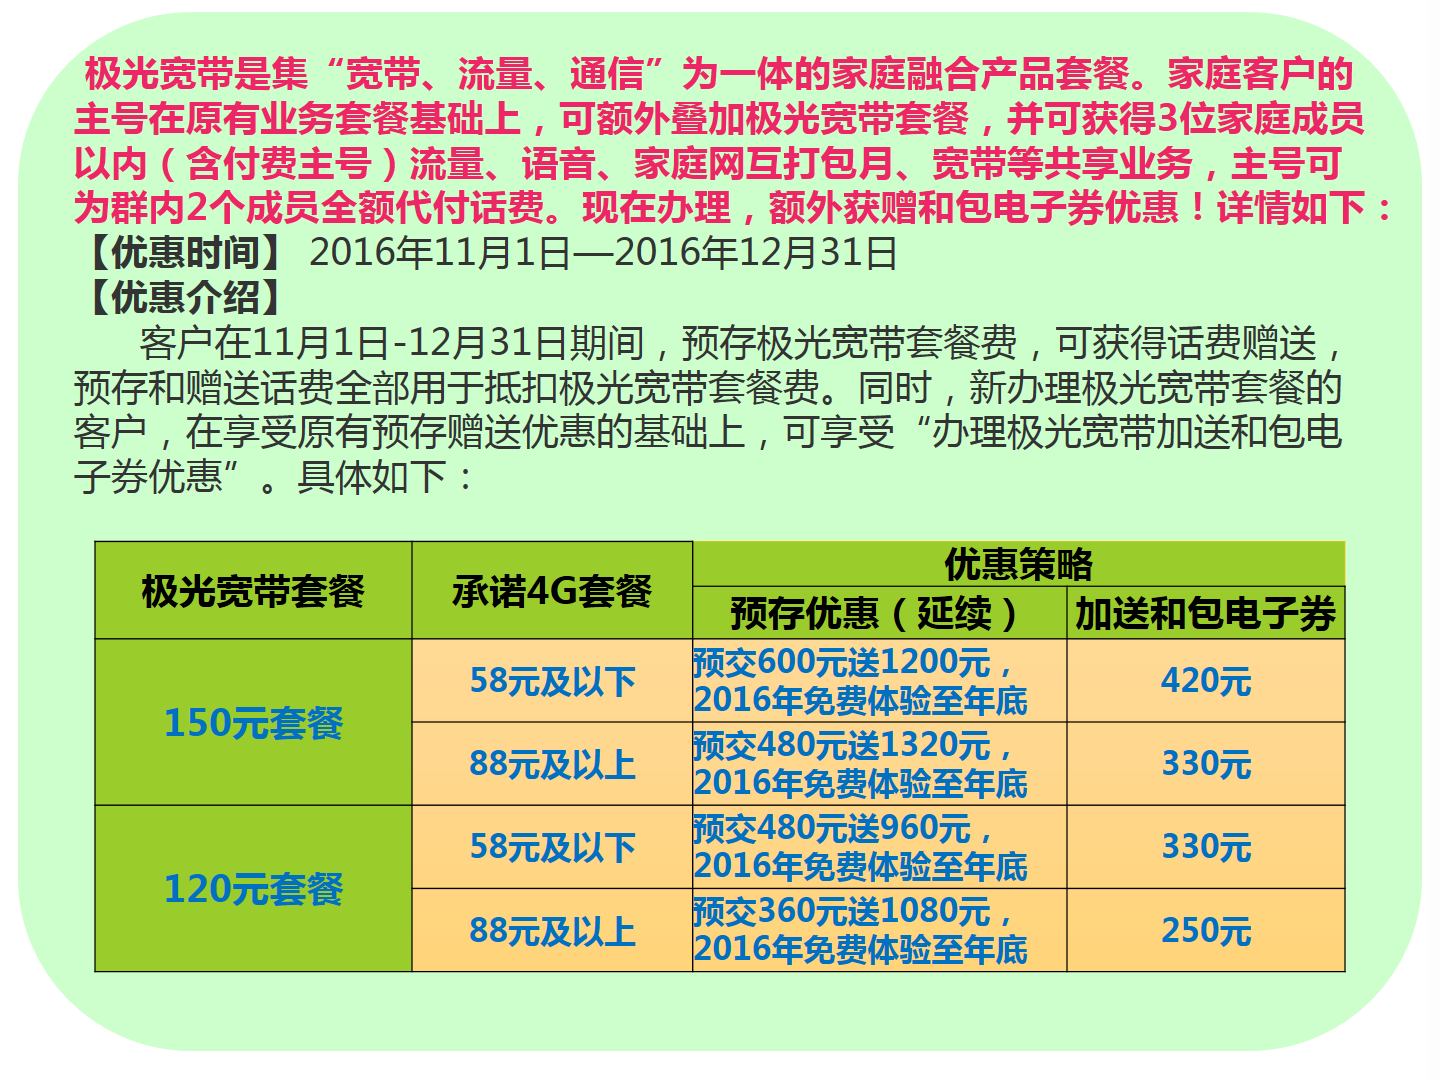 极光宽带是集“宽带、流量、通信”为一体的家庭融合产品套餐。家庭客户的
主号在原有业务套餐基础上，可额外叠加极光宽带套餐，并可获得3位家庭成员
以内（含付费主号）流量、语音、家庭网互打包月、宽带等共享业务，主号可
为群内2个成员全额代付话费。现在办理，额外获赠和包电子券优惠！详情如下：
【优惠时间】 2016年11月1日—2016年12月31日
【优惠介绍】
客户在11月1日-12月31日期间，预存极光宽带套餐费，可获得话费赠送，
预存和赠送话费全部用于抵扣极光宽带套餐费。同时，新办理极光宽带套餐的
客户，在享受原有预存赠送优惠的基础上，可享受“办理极光宽带加送和包电
子券优惠”。具体如下：
极光宽带套餐
承诺4G套餐
优惠策略
预存优惠（延续）
加送和包电子券
150元套餐
58元及以下
预交600元送1200元，
2016年免费体验至年底
420元
88元及以上
预交480元送1320元，
2016年免费体验至年底
330元
120元套餐
58元及以下
预交480元送960元，
2016年免费体验至年底
330元
88元及以上
预交360元送1080元，
2016年免费体验至年底
250元